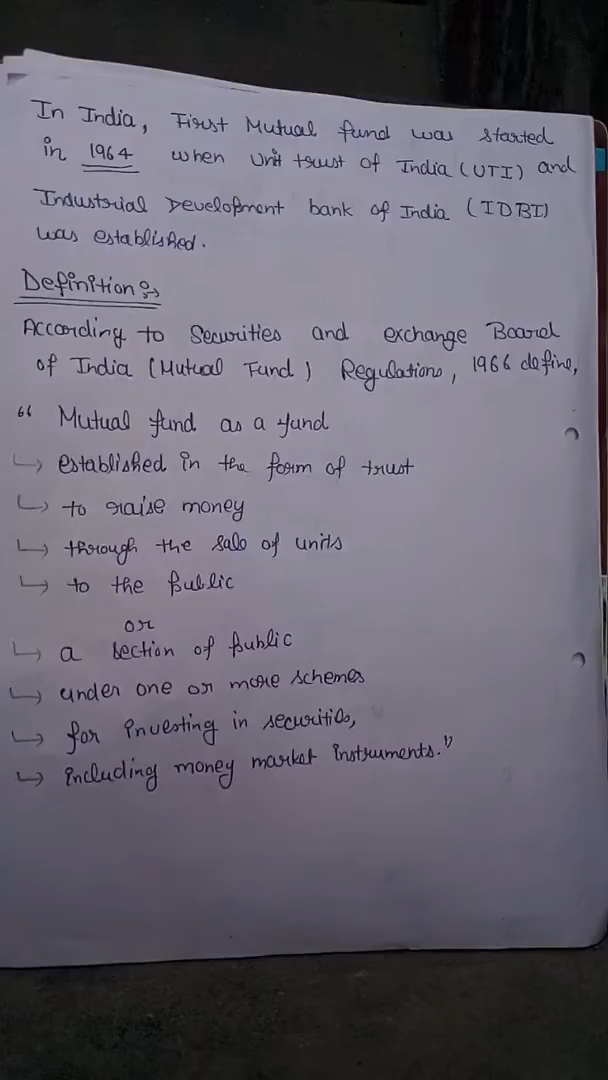 In India, First Mutual fund was started
in 1964 when Unit trust of India (UTI) and
Industrial Development bank of India (IDBI)
was established.
Definition :→
According to Securities and exchange Board
of India (Mutual Fund) Regulations, 1966 define,
“ Mutual fund as a fund
↳ established in the form of trust
↳ to raise money
↳ through the sale of units
↳ to the Public
or
↳ a section of Public
↳ under one or more schemes
↳ for investing in securities,
↳ including money market instruments.”